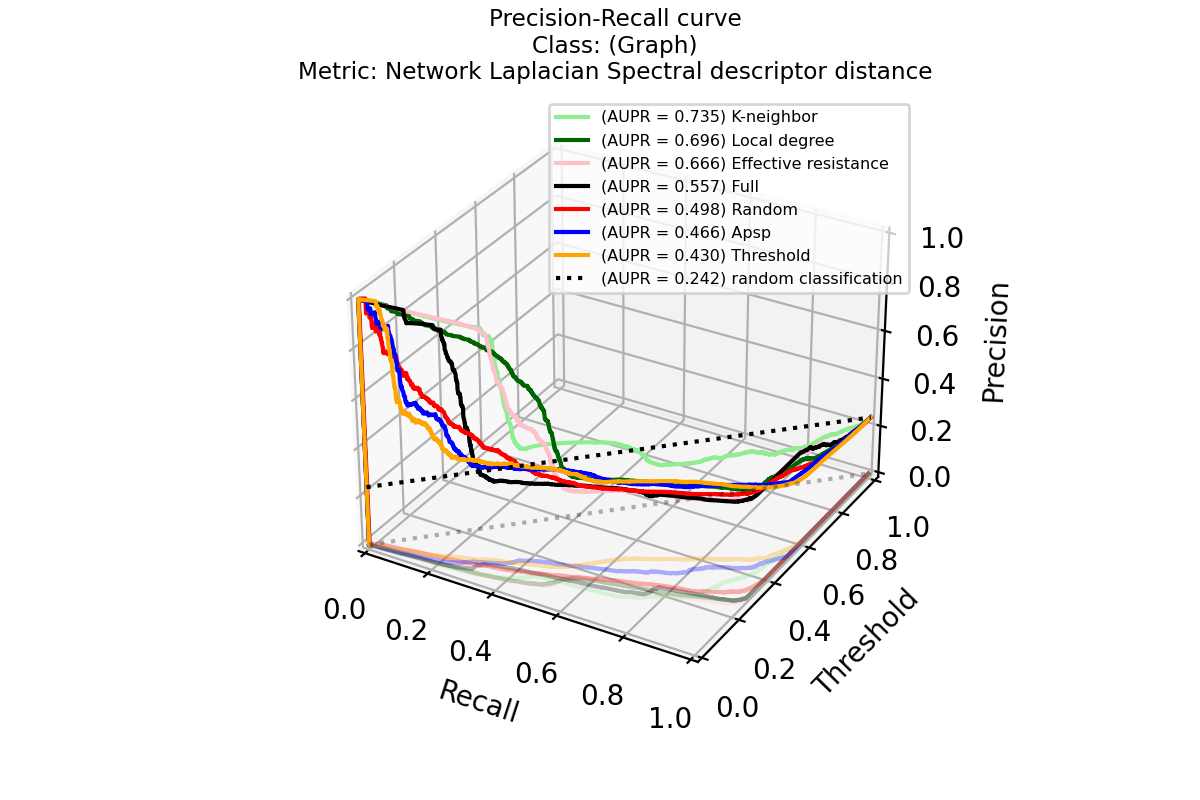 Precision-Recall curve
Class: (Graph)
Metric: Network Laplacian Spectral descriptor distance
(AUPR = 0.735) K-neighbor
(AUPR = 0.696) Local degree
(AUPR = 0.666) Effective resistance
(AUPR = 0.557) Full
(AUPR = 0.498) Random
(AUPR = 0.466) Apsp
(AUPR = 0.430) Threshold
(AUPR = 0.242) random classification
1.0
0.8
0.6
0.4
0.2
0.0
Precision
1.0
0.8
0.6
0.4
0.2
0.0
Threshold
0.0
0.2
0.4
0.6
0.8
1.0
Recall